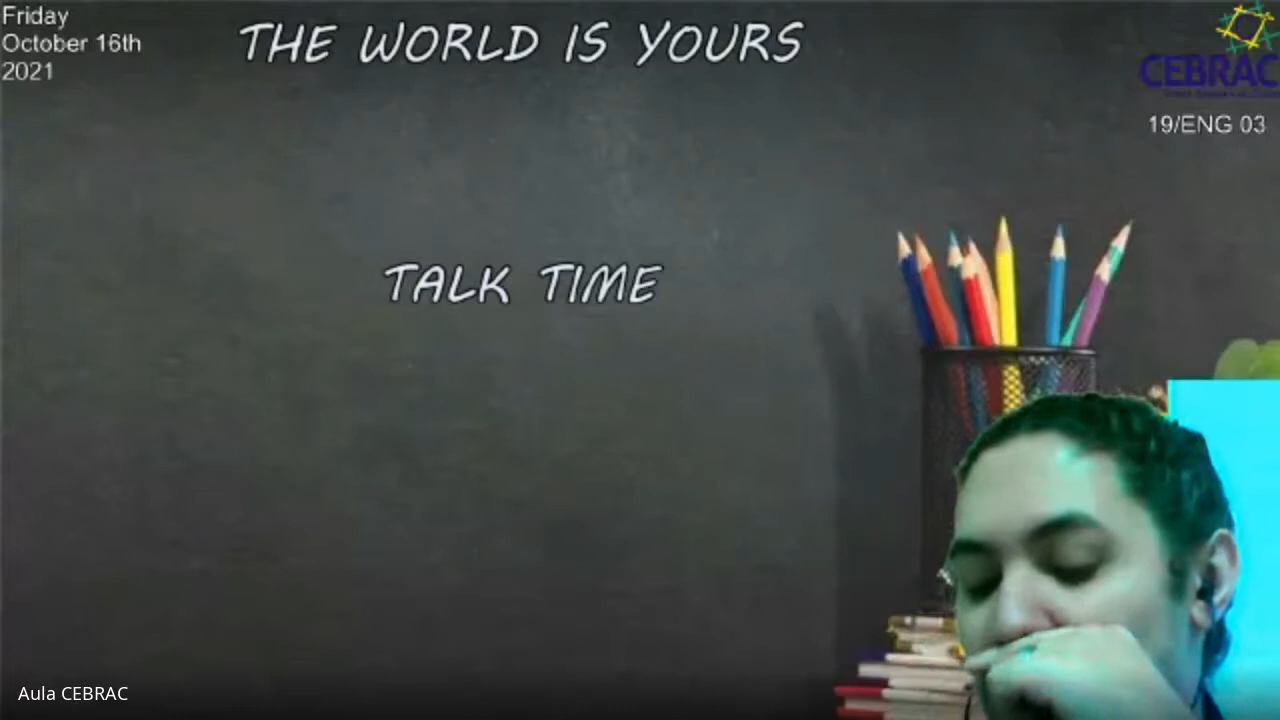 Friday
October 16th
2021
THE WORLD IS YOURS
CEBRAC
19/ENG 03
TALK TIME
Aula CEBRAC